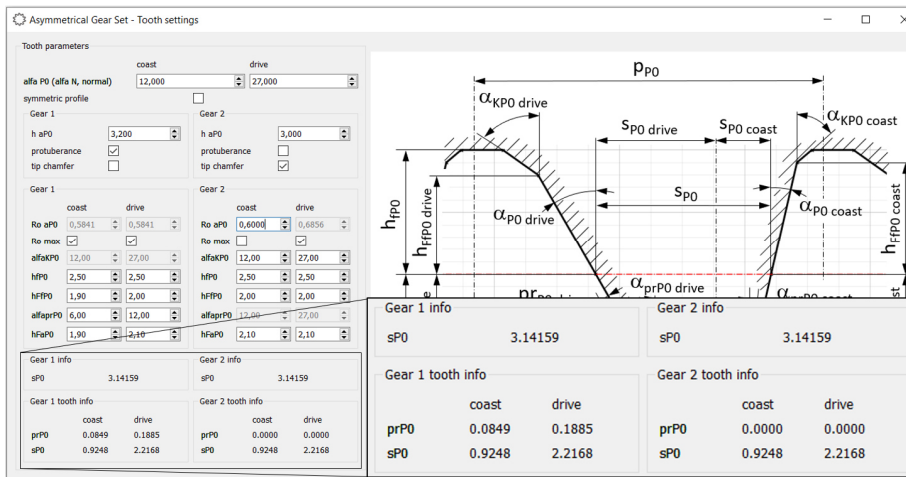 Asymmetrical Gear Set - Tooth settings
Tooth parameters
coast drive
alfa P0 (alfa N, normal) 12,000 27,000
symmetric profile
Gear 1 Gear 2
h aP0 3,200 h aP0 3,000
protuberance protuberance
tip chamfer tip chamfer
Gear 1 Gear 2
coast drive coast drive
Ro aP0 0,5841 0,5841 Ro aP0 0,6000 0,6856
Ro max Ro max
alfaKP0 12,00 27,00 alfaKP0 12,00 27,00
hfP0 2,50 2,50 hfP0 2,50 2,50
hFfP0 1,90 2,00 hFfP0 2,00 2,00
alfaprP0 6,00 12,00 alfaprP0 12,00 27,00
hFaP0 1,90 2,10 hFaP0 2,10 2,10
Gear 1 info Gear 2 info
sP0 3.14159 sP0 3.14159
Gear 1 tooth info Gear 2 tooth info
coast drive coast drive
prP0 0.0849 0.1885 prP0 0.0000 0.0000
sP0 0.9248 2.2168 sP0 0.9248 2.2168
pP0
αKP0 drive
αKP0 coast
sP0 drive sP0 coast
hfP0
hFfP0 drive
αP0 drive
sP0
αP0 coast
hFfP0 coast
αprP0 drive
Gear 1 info Gear 2 info
sP0 3.14159 sP0 3.14159
Gear 1 tooth info Gear 2 tooth info
coast drive coast drive
prP0 0.0849 0.1885 prP0 0.0000 0.0000
sP0 0.9248 2.2168 sP0 0.9248 2.2168